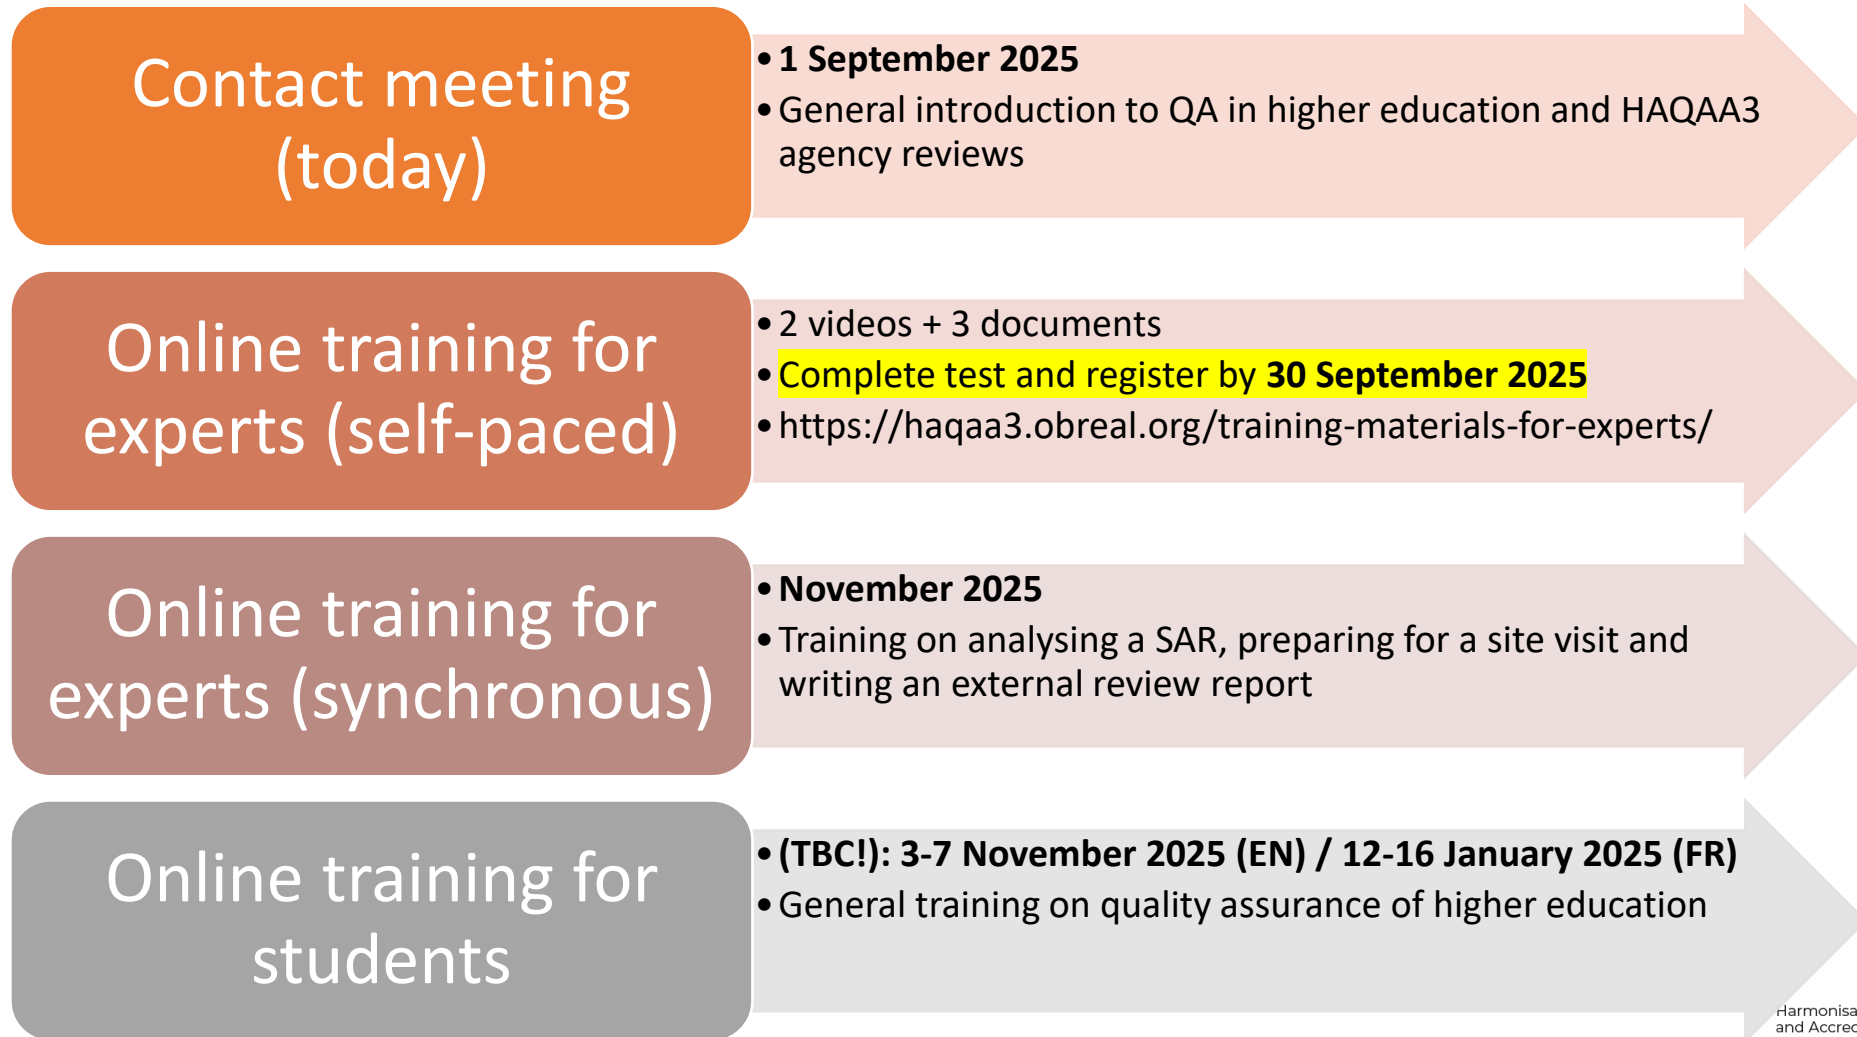 Contact meeting
(today)
• 1 September 2025
• General introduction to QA in higher education and HAQAA3
agency reviews
Online training for
experts (self-paced)
• 2 videos + 3 documents
• Complete test and register by 30 September 2025
• https://haqaa3.obreal.org/training-materials-for-experts/
Online training for
experts (synchronous)
• November 2025
• Training on analysing a SAR, preparing for a site visit and
writing an external review report
Online training for
students
• (TBC!): 3-7 November 2025 (EN) / 12-16 January 2025 (FR)
• General training on quality assurance of higher education
Harmonisa
and Accred